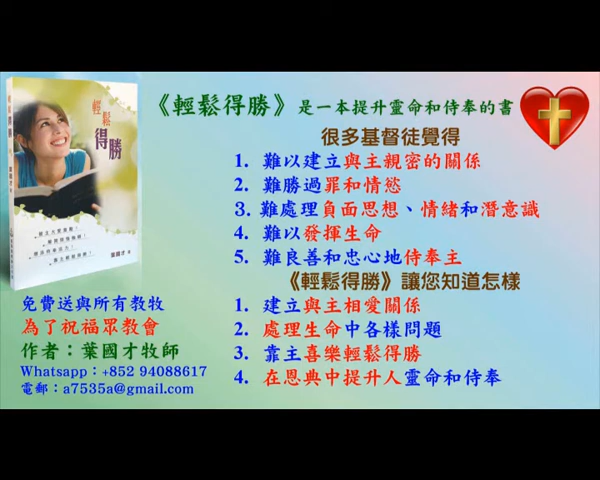 《輕鬆得勝》是一本提升靈命和侍奉的書
很多基督徒覺得
1. 難以建立與主親密的關係
2. 難勝過罪和情慾
3. 難處理負面思想、情緒和潛意識
4. 難以發揮生命
5. 難良善和忠心地侍奉主
《輕鬆得勝》讓您知道怎樣
1. 建立與主相愛關係
2. 處理生命中各樣問題
3. 靠主喜樂輕鬆得勝
4. 在恩典中提升人靈命和侍奉
輕鬆得勝
輕鬆
得勝
葉國才 著
免費送與所有教牧
為了祝福眾教會
作者：葉國才牧師
Whatsapp：+852 94088617
電郵：a7535a@gmail.com